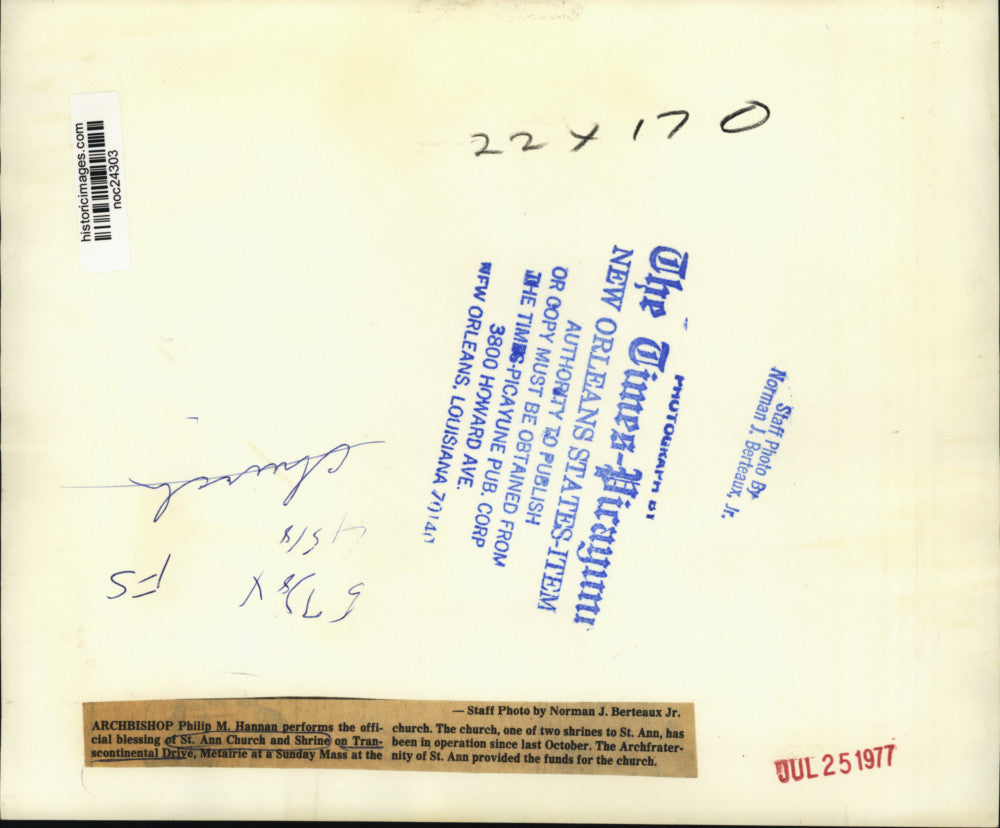 22 x 170
historicimages.com
noc24303
PHOTOGRAPH BY
The Times-Picayune
NEW ORLEANS STATES-ITEM
AUTHORITY TO PUBLISH
OR COPY MUST BE OBTAINED FROM
THE TIMES-PICAYUNE PUB. CORP
3800 HOWARD AVE.
NEW ORLEANS, LOUISIANA 70140
Staff Photo By
Norman J. Berteaux, Jr.
church
FS
— Staff Photo by Norman J. Berteaux Jr.
ARCHBISHOP Philip M. Hannan performs the offi-
cial blessing of St. Ann Church and Shrine on Tran-
scontinental Drive, Metairie at a Sunday Mass at the
church. The church, one of two shrines to St. Ann, has
been in operation since last October. The Archfrater-
nity of St. Ann provided the funds for the church.
JUL 25 1977